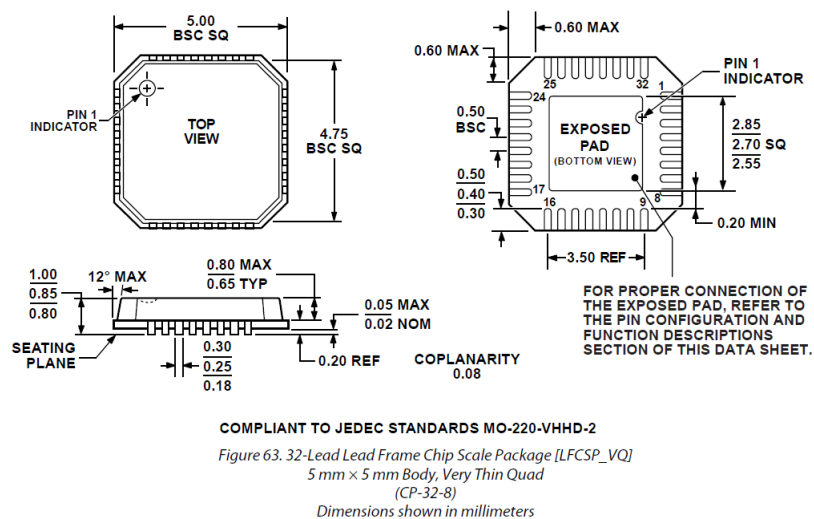 5.00
BSC SQ
PIN 1
INDICATOR
TOP
VIEW
4.75
BSC SQ
0.60 MAX
0.60 MAX
25
32
24
1
PIN 1
INDICATOR
0.50
BSC
EXPOSED
PAD
(BOTTOM VIEW)
2.85
2.70 SQ
2.55
0.50
0.40
0.30
17
16
9
8
0.20 MIN
3.50 REF
1.00
0.85
0.80
12° MAX
0.80 MAX
0.65 TYP
0.05 MAX
0.02 NOM
SEATING
PLANE
0.30
0.25
0.18
0.20 REF
COPLANARITY
0.08
FOR PROPER CONNECTION OF
THE EXPOSED PAD, REFER TO
THE PIN CONFIGURATION AND
FUNCTION DESCRIPTIONS
SECTION OF THIS DATA SHEET.
COMPLIANT TO JEDEC STANDARDS MO-220-VHHD-2
Figure 63. 32-Lead Lead Frame Chip Scale Package [LFCSP_VQ]
5 mm × 5 mm Body, Very Thin Quad
(CP-32-8)
Dimensions shown in millimeters